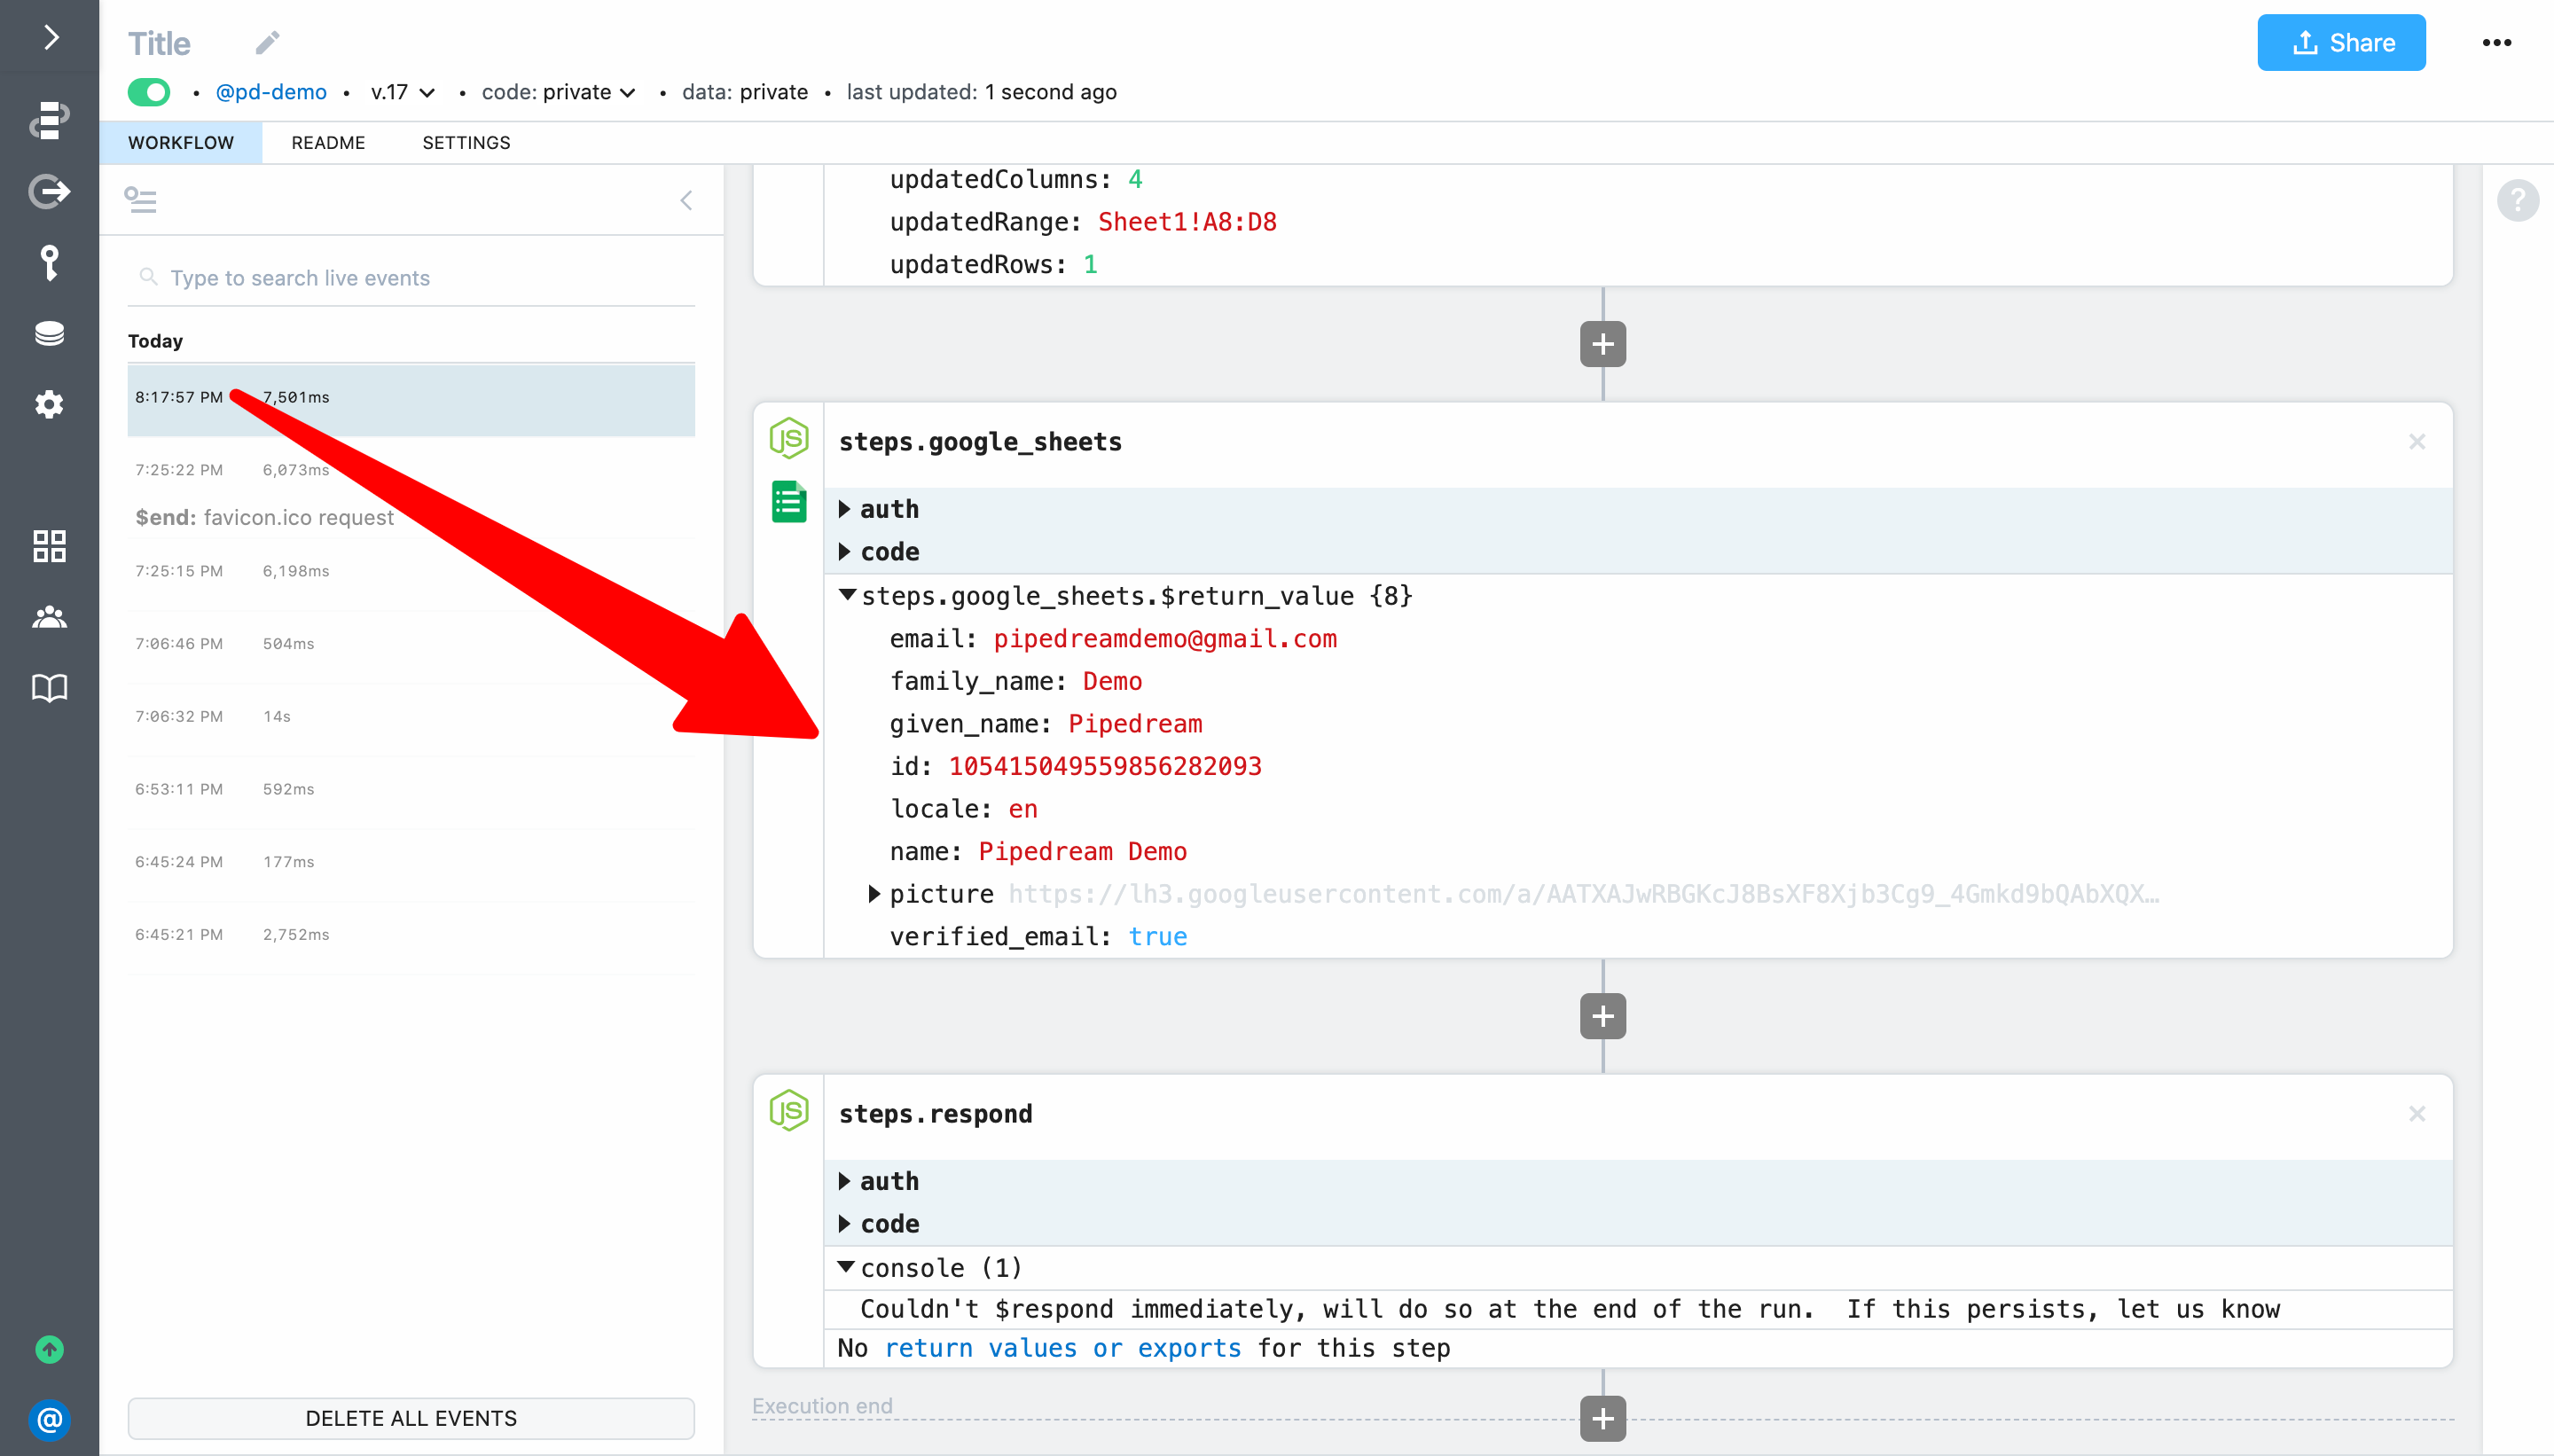 Title
Share
@pd-demo • v.17 • code: private • data: private • last updated: 1 second ago
WORKFLOW README SETTINGS
Type to search live events
Today
8:17:57 PM 7,501ms
7:25:22 PM 6,073ms
$end: favicon.ico request
7:25:15 PM 6,198ms
7:06:46 PM 504ms
7:06:32 PM 14s
6:53:11 PM 592ms
6:45:24 PM 177ms
6:45:21 PM 2,752ms
DELETE ALL EVENTS
updatedColumns: 4
updatedRange: Sheet1!A8:D8
updatedRows: 1
JS
steps.google_sheets
auth
code
steps.google_sheets.$return_value {8}
email: pipedreamdemo@gmail.com
family_name: Demo
given_name: Pipedream
id: 105415049559856282093
locale: en
name: Pipedream Demo
picture https://lh3.googleusercontent.com/a/AATXAJwRBGKcJ8BsXF8Xjb3Cg9_4Gmkd9bQAbXQX…
verified_email: true
JS
steps.respond
auth
code
console (1)
Couldn't $respond immediately, will do so at the end of the run.  If this persists, let us know
No return values or exports for this step
Execution end